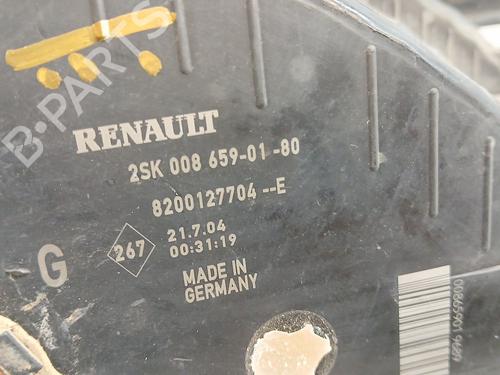 B-PARTS
RENAULT
2SK 008 659-01-80
8200127704--E
267
21.7.04
00:31:19
G
MADE IN
GERMANY